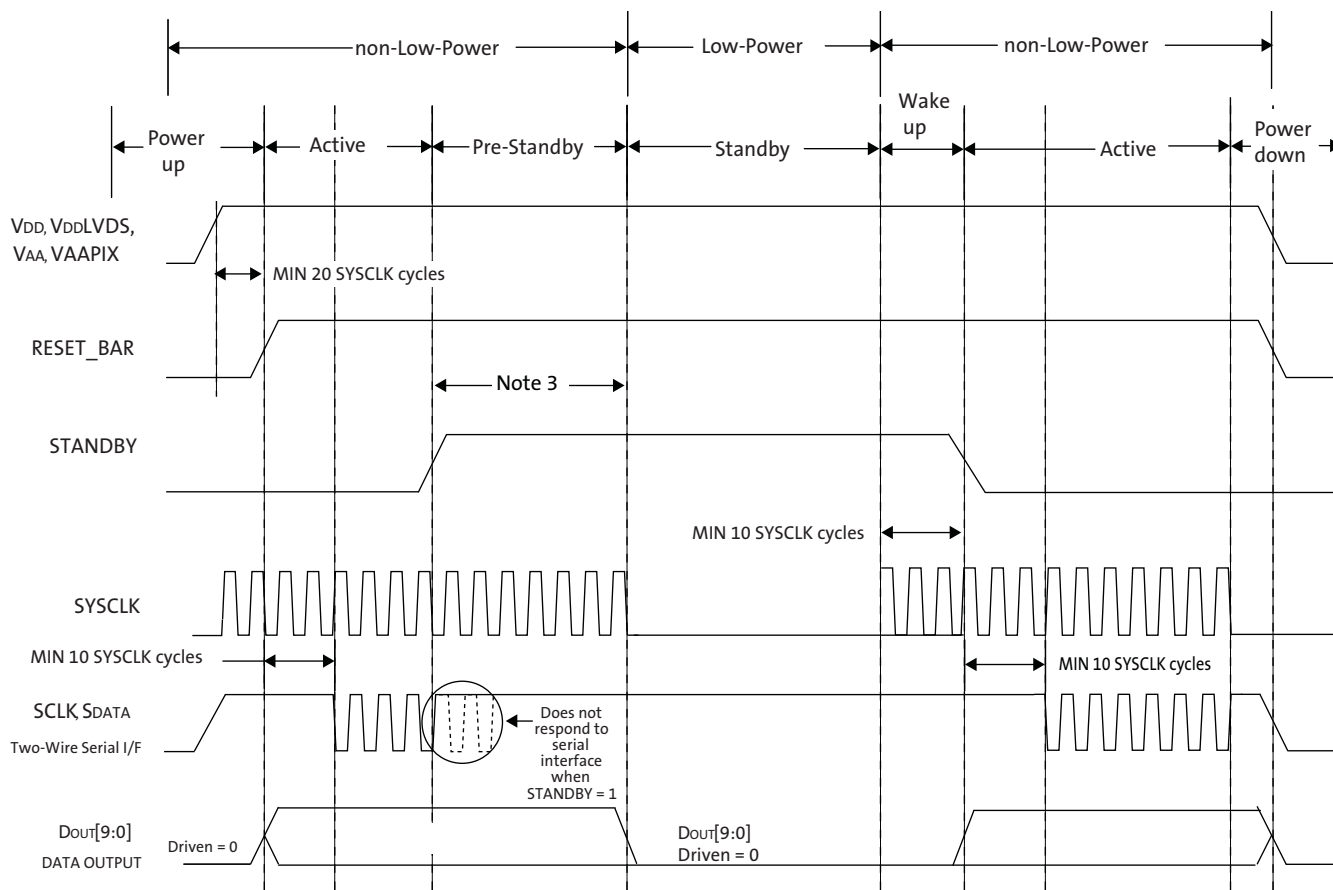 non-Low-Power
Low-Power
non-Low-Power
Power
up
Active
Pre-Standby
Standby
Wake
up
Active
Power
down
VDD, VDDLVDS,
VAA, VAAPIX
MIN 20 SYSCLK cycles
RESET_BAR
Note 3
STANDBY
MIN 10 SYSCLK cycles
SYSCLK
MIN 10 SYSCLK cycles
MIN 10 SYSCLK cycles
SCLK, SDATA
Two-Wire Serial I/F
Does not
respond to
serial
interface
when
STANDBY = 1
DOUT[9:0]
DATA OUTPUT
Driven = 0
DOUT[9:0]
Driven = 0